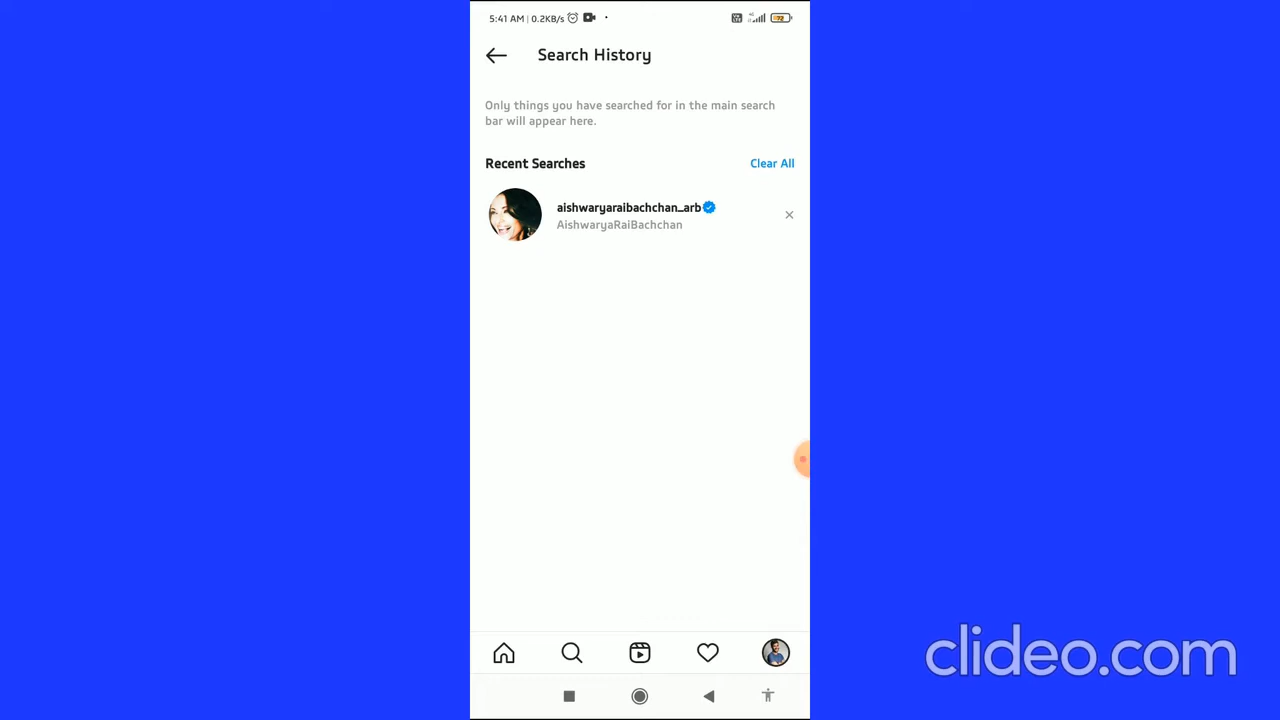 5:41 AM | 0.2KB/s
72
Search History
Only things you have searched for in the main search
bar will appear here.
Recent Searches
Clear All
aishwaryaraibachchan_arb
AishwaryaRaiBachchan
clideo.com